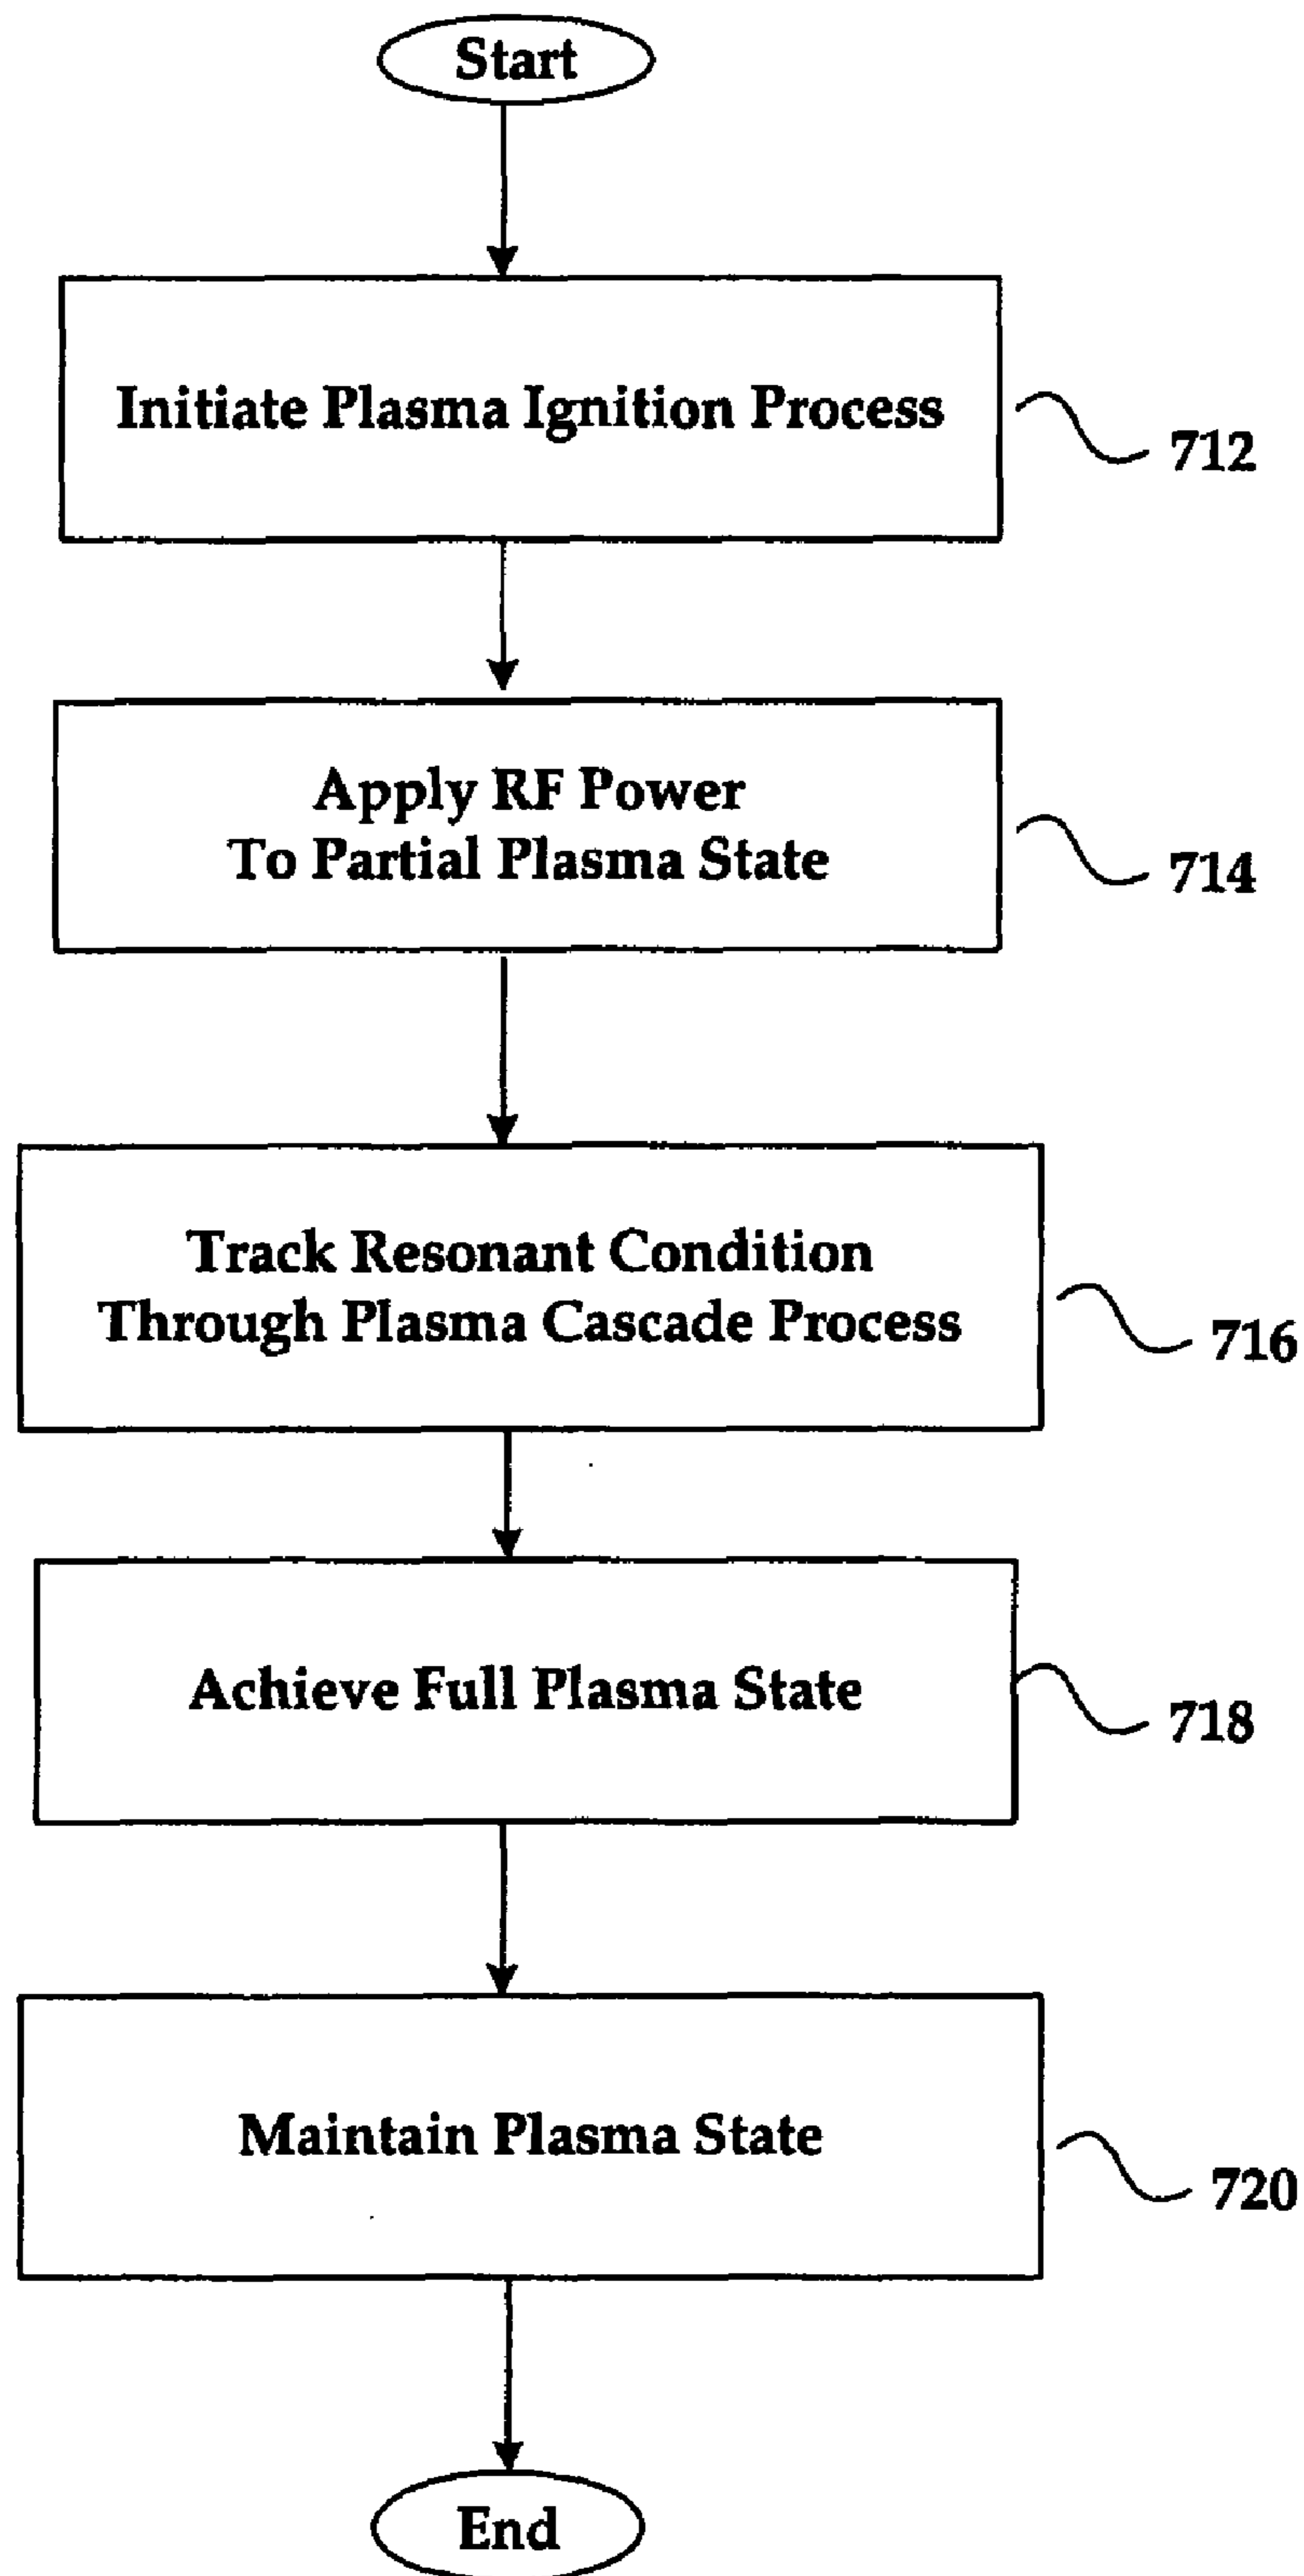 Start
Initiate Plasma Ignition Process
712
Apply RF Power
To Partial Plasma State
714
Track Resonant Condition
Through Plasma Cascade Process
716
Achieve Full Plasma State
718
Maintain Plasma State
720
End